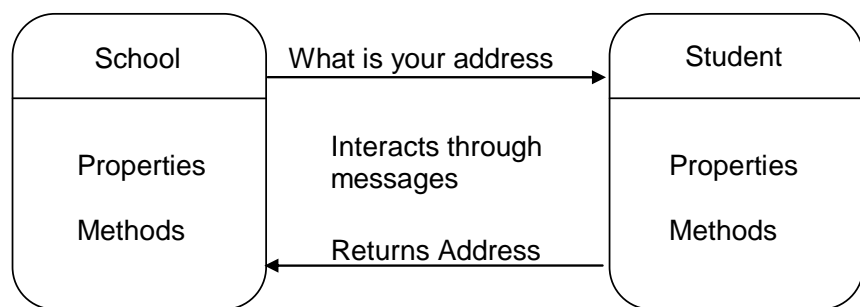 School
What is your address
Student
Properties
Methods
Interacts through
messages
Returns Address
Properties
Methods